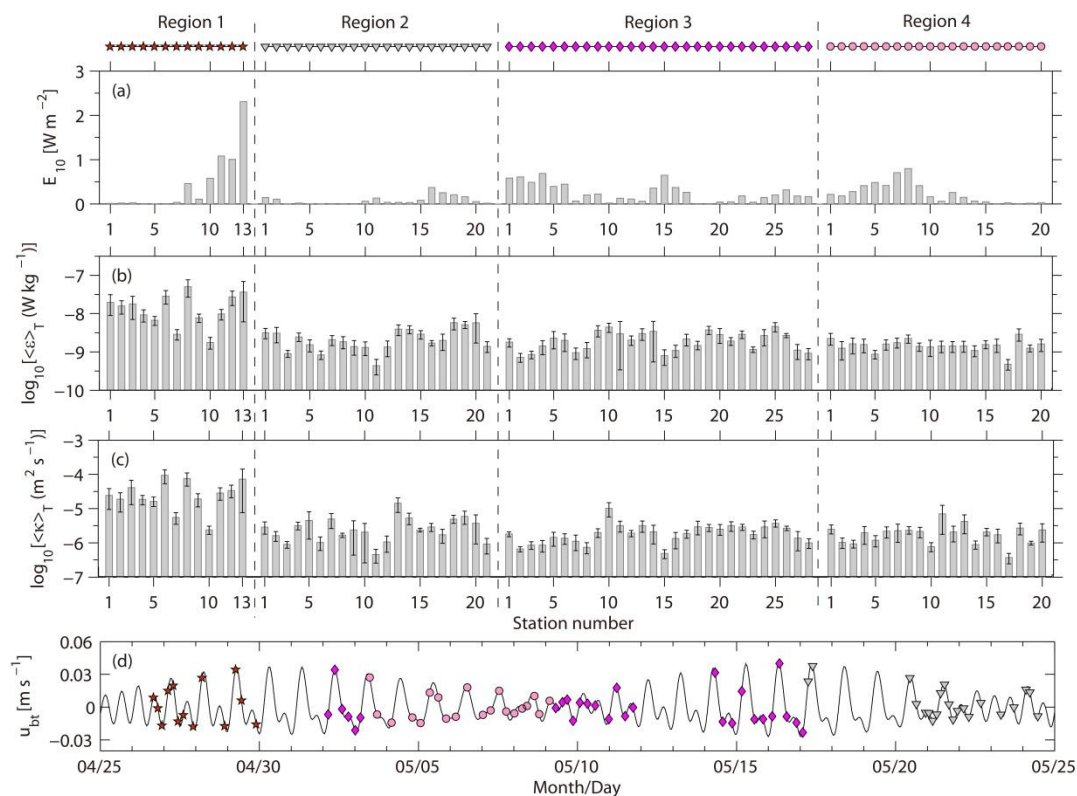 Region 1 Region 2 Region 3 Region 4
3
(a)
2
E10 [W m−2]
1
0
1 5 10 13 1 5 10 15 20 1 5 10 15 20 25 1 5 10 15 20
(b)
−7
−8
log10[<ε>T (W kg−1)]
−9
−10
1 5 10 13 1 5 10 15 20 1 5 10 15 20 25 1 5 10 15 20
−3
(c)
−4
−5
log10[<κ>T (m2 s−1)]
−6
−7
1 5 10 13 1 5 10 15 20 1 5 10 15 20 25 1 5 10 15 20
Station number
0.06
(d)
0.03
ubt [m s−1]
0
−0.03
04/25 04/30 05/05 05/10 05/15 05/20 05/25
Month/Day